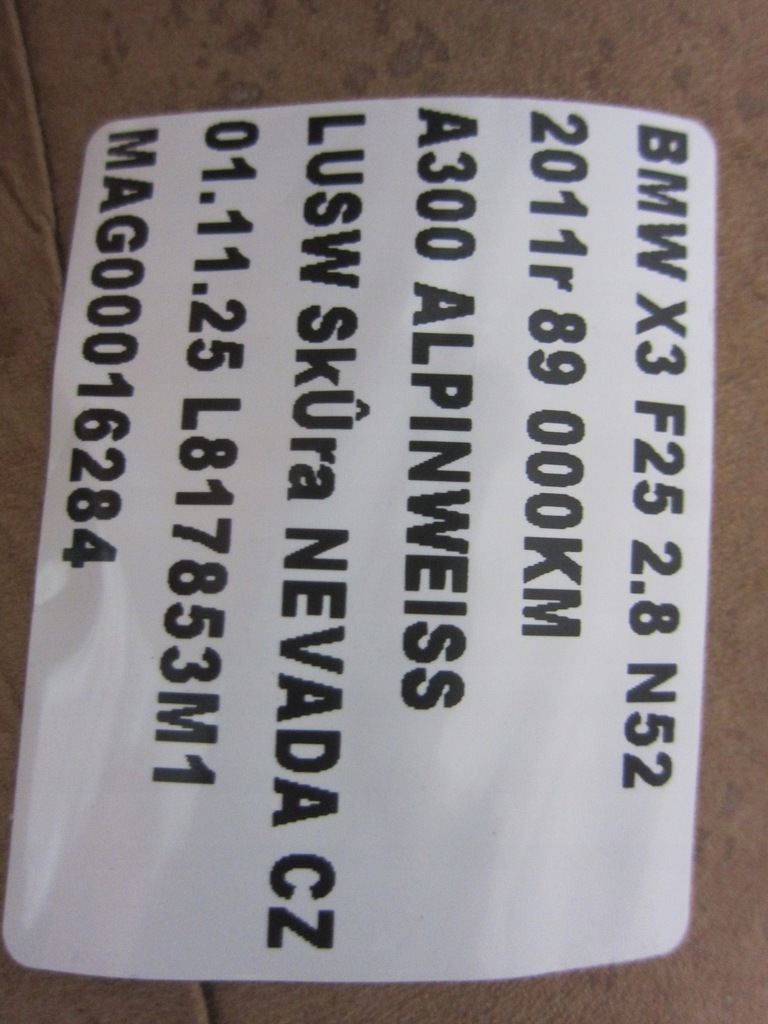 BMW X3 F25 2.8 N52
2011r 89 000KM
A300 ALPINWEISS
LUSW SkÛra NEVADA CZ
01.11.25 L817853M1
MAG00016284